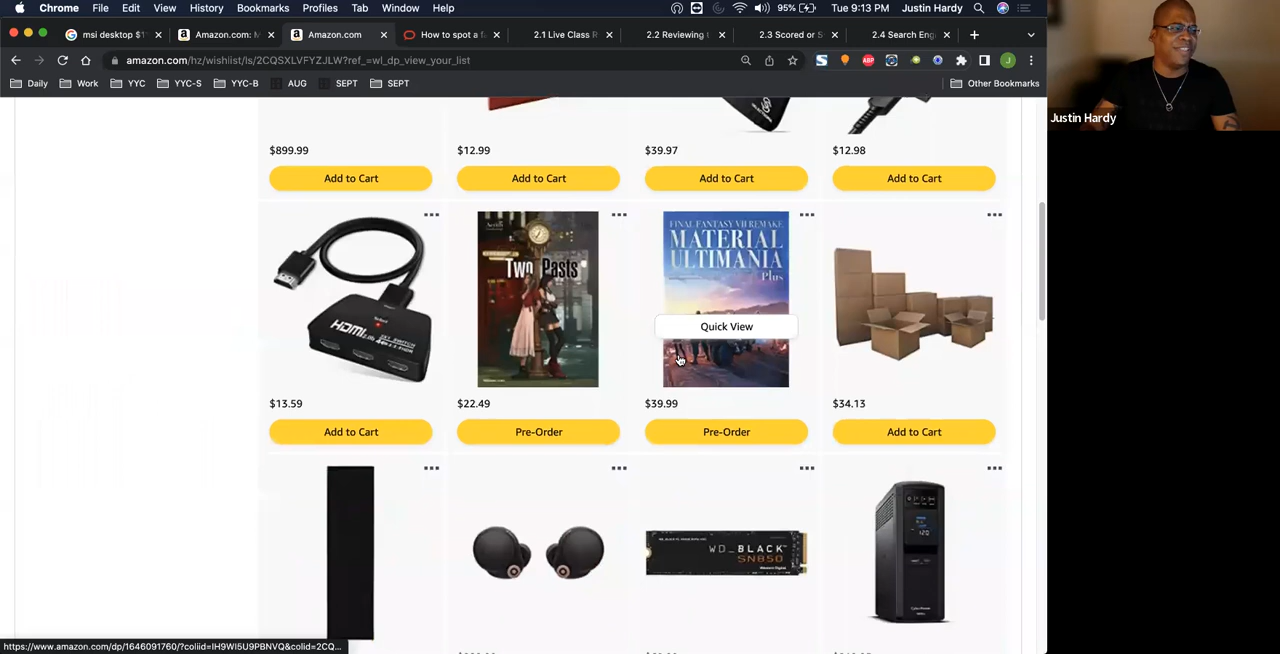 Chrome File Edit View History Bookmarks Profiles Tab Window Help 95% Tue 9:13 PM Justin Hardy
msi desktop $1 Amazon.com: M Amazon.com How to spot a fa 2.1 Live Class R 2.2 Reviewing 2.3 Scored or S 2.4 Search Eng
amazon.com/hz/wishlist/ls/2CQSXLVFYZJLW?ref_=wl_dp_view_your_list
Daily Work YYC YYC-S YYC-B AUG SEPT SEPT Other Bookmarks
Justin Hardy
$899.99 $12.99 $39.97 $12.98
Add to Cart Add to Cart Add to Cart Add to Cart
FINAL FANTASY VII REMAKE
MATERIAL
ULTIMANIA
Plus
Two Pasts
HDMI
Quick View
$13.59 $22.49 $39.99 $34.13
Add to Cart Pre-Order Pre-Order Add to Cart
WD_BLACK
SN850
https://www.amazon.com/dp/1646091760/?coliid=IH9WI5U9PBNVQ&colid=2CQ...